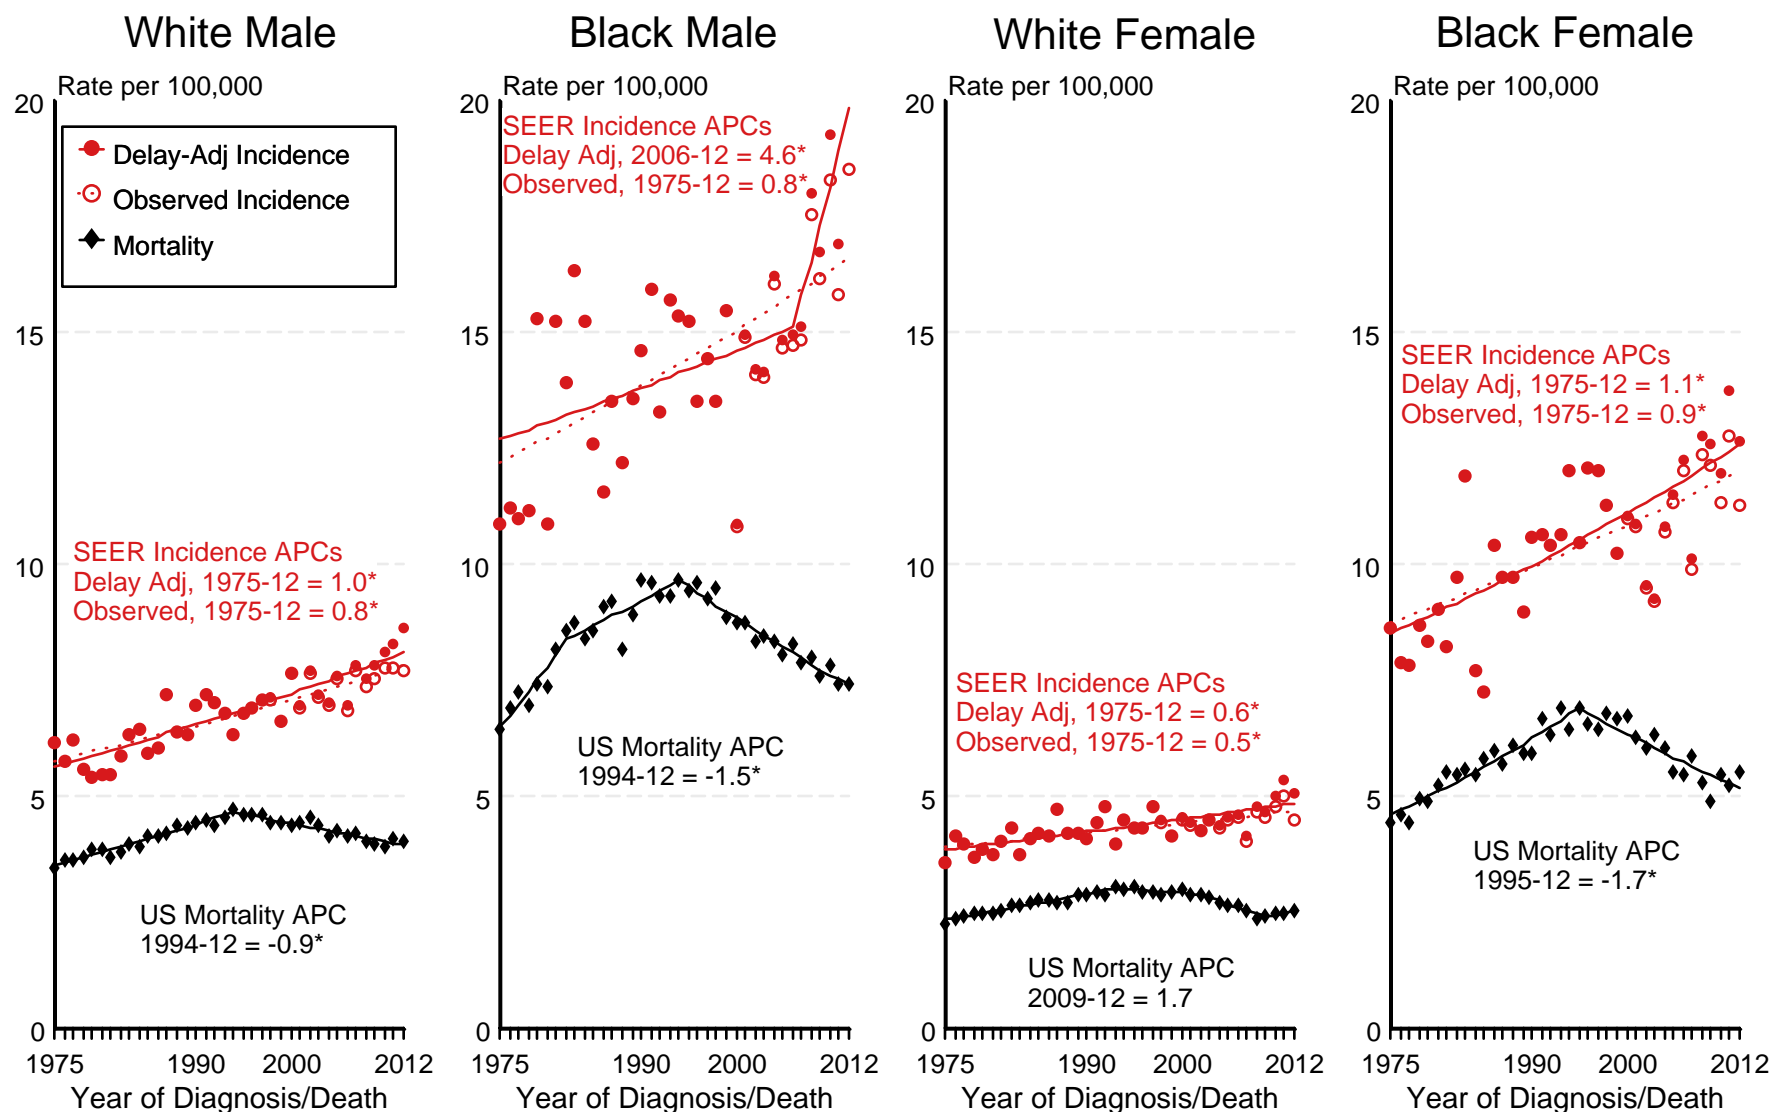 White Male
Rate per 100,000
20
15
10
5
0
Delay-Adj Incidence
Observed Incidence
Mortality
SEER Incidence APCs
Delay Adj, 1975-12 = 1.0*
Observed, 1975-12 = 0.8*
US Mortality APC
1994-12 = -0.9*
1975 1990 2000 2012
Year of Diagnosis/Death
Black Male
Rate per 100,000
20
15
10
5
0
SEER Incidence APCs
Delay Adj, 2006-12 = 4.6*
Observed, 1975-12 = 0.8*
US Mortality APC
1994-12 = -1.5*
1975 1990 2000 2012
Year of Diagnosis/Death
White Female
Rate per 100,000
20
15
10
5
0
SEER Incidence APCs
Delay Adj, 1975-12 = 0.6*
Observed, 1975-12 = 0.5*
US Mortality APC
2009-12 = 1.7
1975 1990 2000 2012
Year of Diagnosis/Death
Black Female
Rate per 100,000
20
15
10
5
0
SEER Incidence APCs
Delay Adj, 1975-12 = 1.1*
Observed, 1975-12 = 0.9*
US Mortality APC
1995-12 = -1.7*
1975 1990 2000 2012
Year of Diagnosis/Death